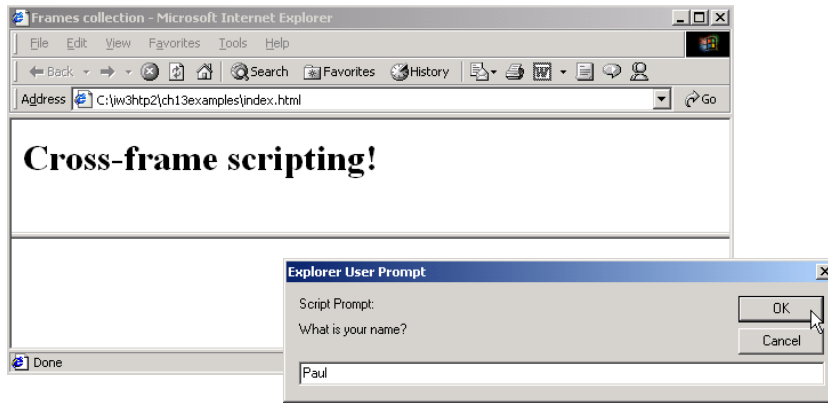 Frames collection - Microsoft Internet Explorer
File Edit View Favorites Tools Help
Back Search Favorites History
Address C:\iw3htp2\ch13examples\index.html Go
Cross-frame scripting!
Explorer User Prompt
Script Prompt:
OK
What is your name?
Cancel
Done
Paul